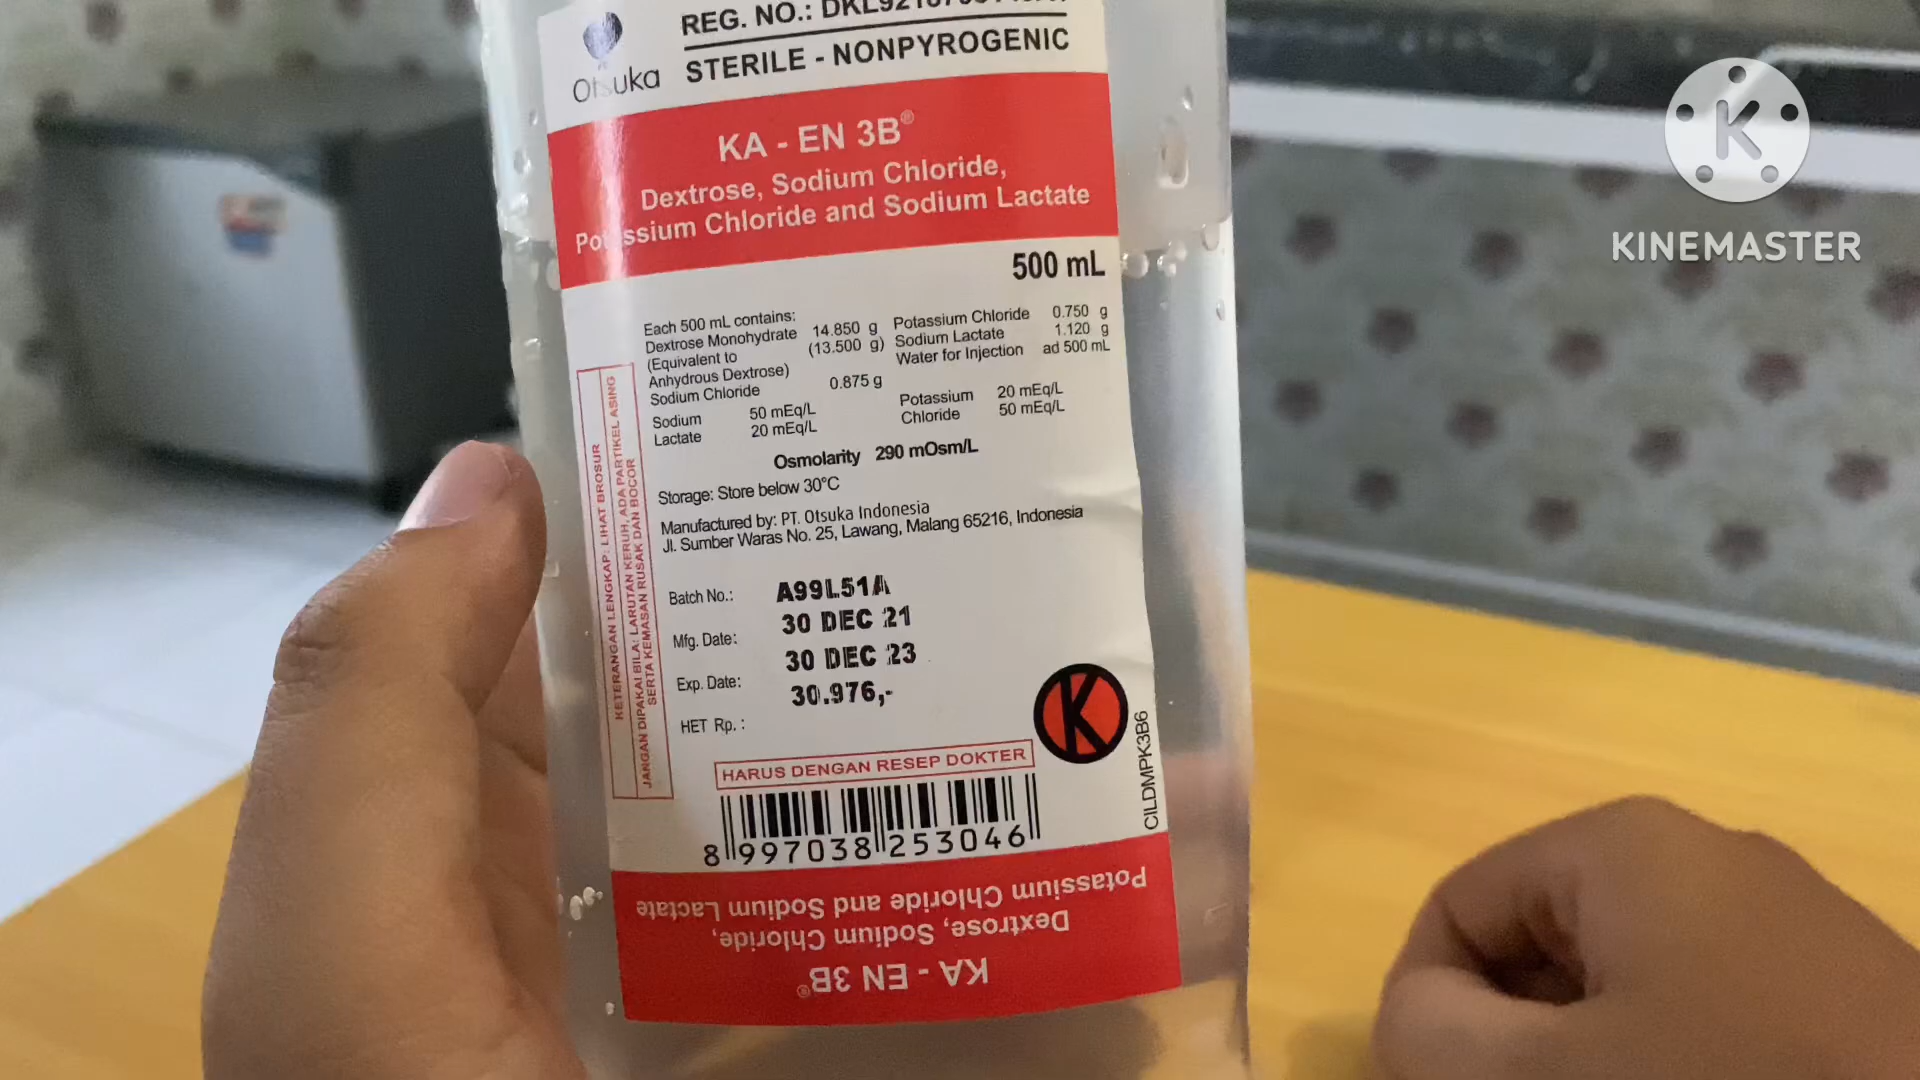 REG. NO.:
Otsuka
STERILE - NONPYROGENIC
KA - EN 3B®
Dextrose, Sodium Chloride,
Potassium Chloride and Sodium Lactate
500 mL
Each 500 mL contains:
Dextrose Monohydrate 14.850 g
(Equivalent to (13.500 g)
Anhydrous Dextrose)
Sodium Chloride 0.875 g
Potassium Chloride 0.750 g
Sodium Lactate 1.120 g
Water for Injection ad 500 mL
Sodium 50 mEq/L
Lactate 20 mEq/L
Potassium 20 mEq/L
Chloride 50 mEq/L
Osmolarity 290 mOsm/L
Storage: Store below 30°C
Manufactured by: PT. Otsuka Indonesia
Jl. Sumber Waras No. 25, Lawang, Malang 65216, Indonesia
Batch No.: A99L51A
Mfg. Date: 30 DEC 21
Exp. Date: 30 DEC 23
HET Rp. : 30.976,-
K
HARUS DENGAN RESEP DOKTER
8 997038 253046
CILDMPK3B6
KETERANGAN LENGKAP: LIHAT BROSUR
JANGAN DIPAKAI BILA: LARUTAN KERUH, ADA PARTIKEL ASING
SERTA KEMASAN RUSAK DAN BOCOR
KA - EN 3B®
Dextrose, Sodium Chloride,
Potassium Chloride and Sodium Lactate
K
KINEMASTER